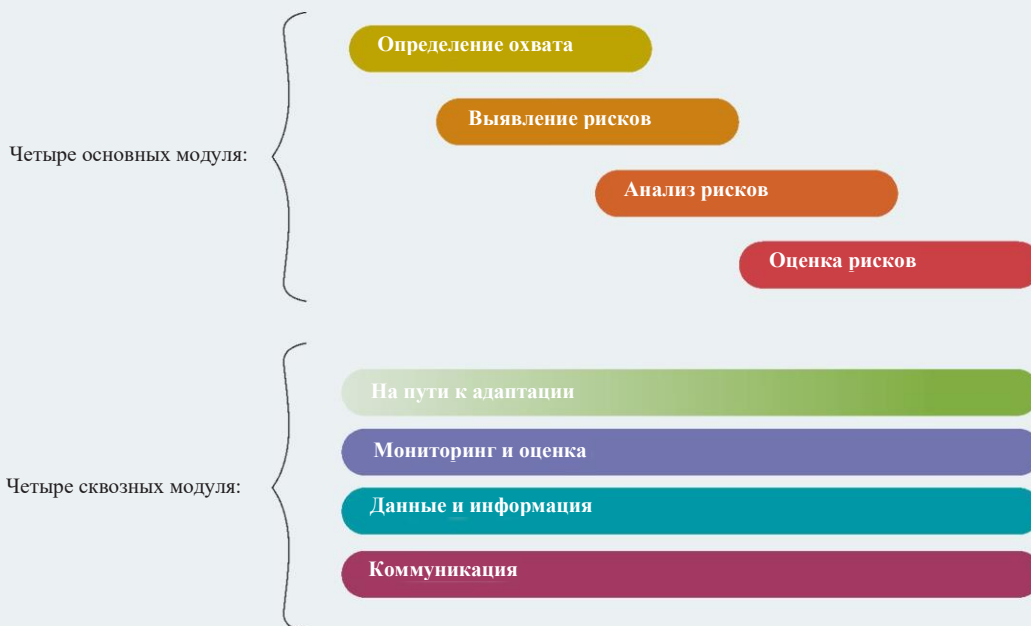 Четыре основных модуля:
Определение охвата
Выявление рисков
Анализ рисков
Оценка рисков
Четыре сквозных модуля:
На пути к адаптации
Мониторинг и оценка
Данные и информация
Коммуникация